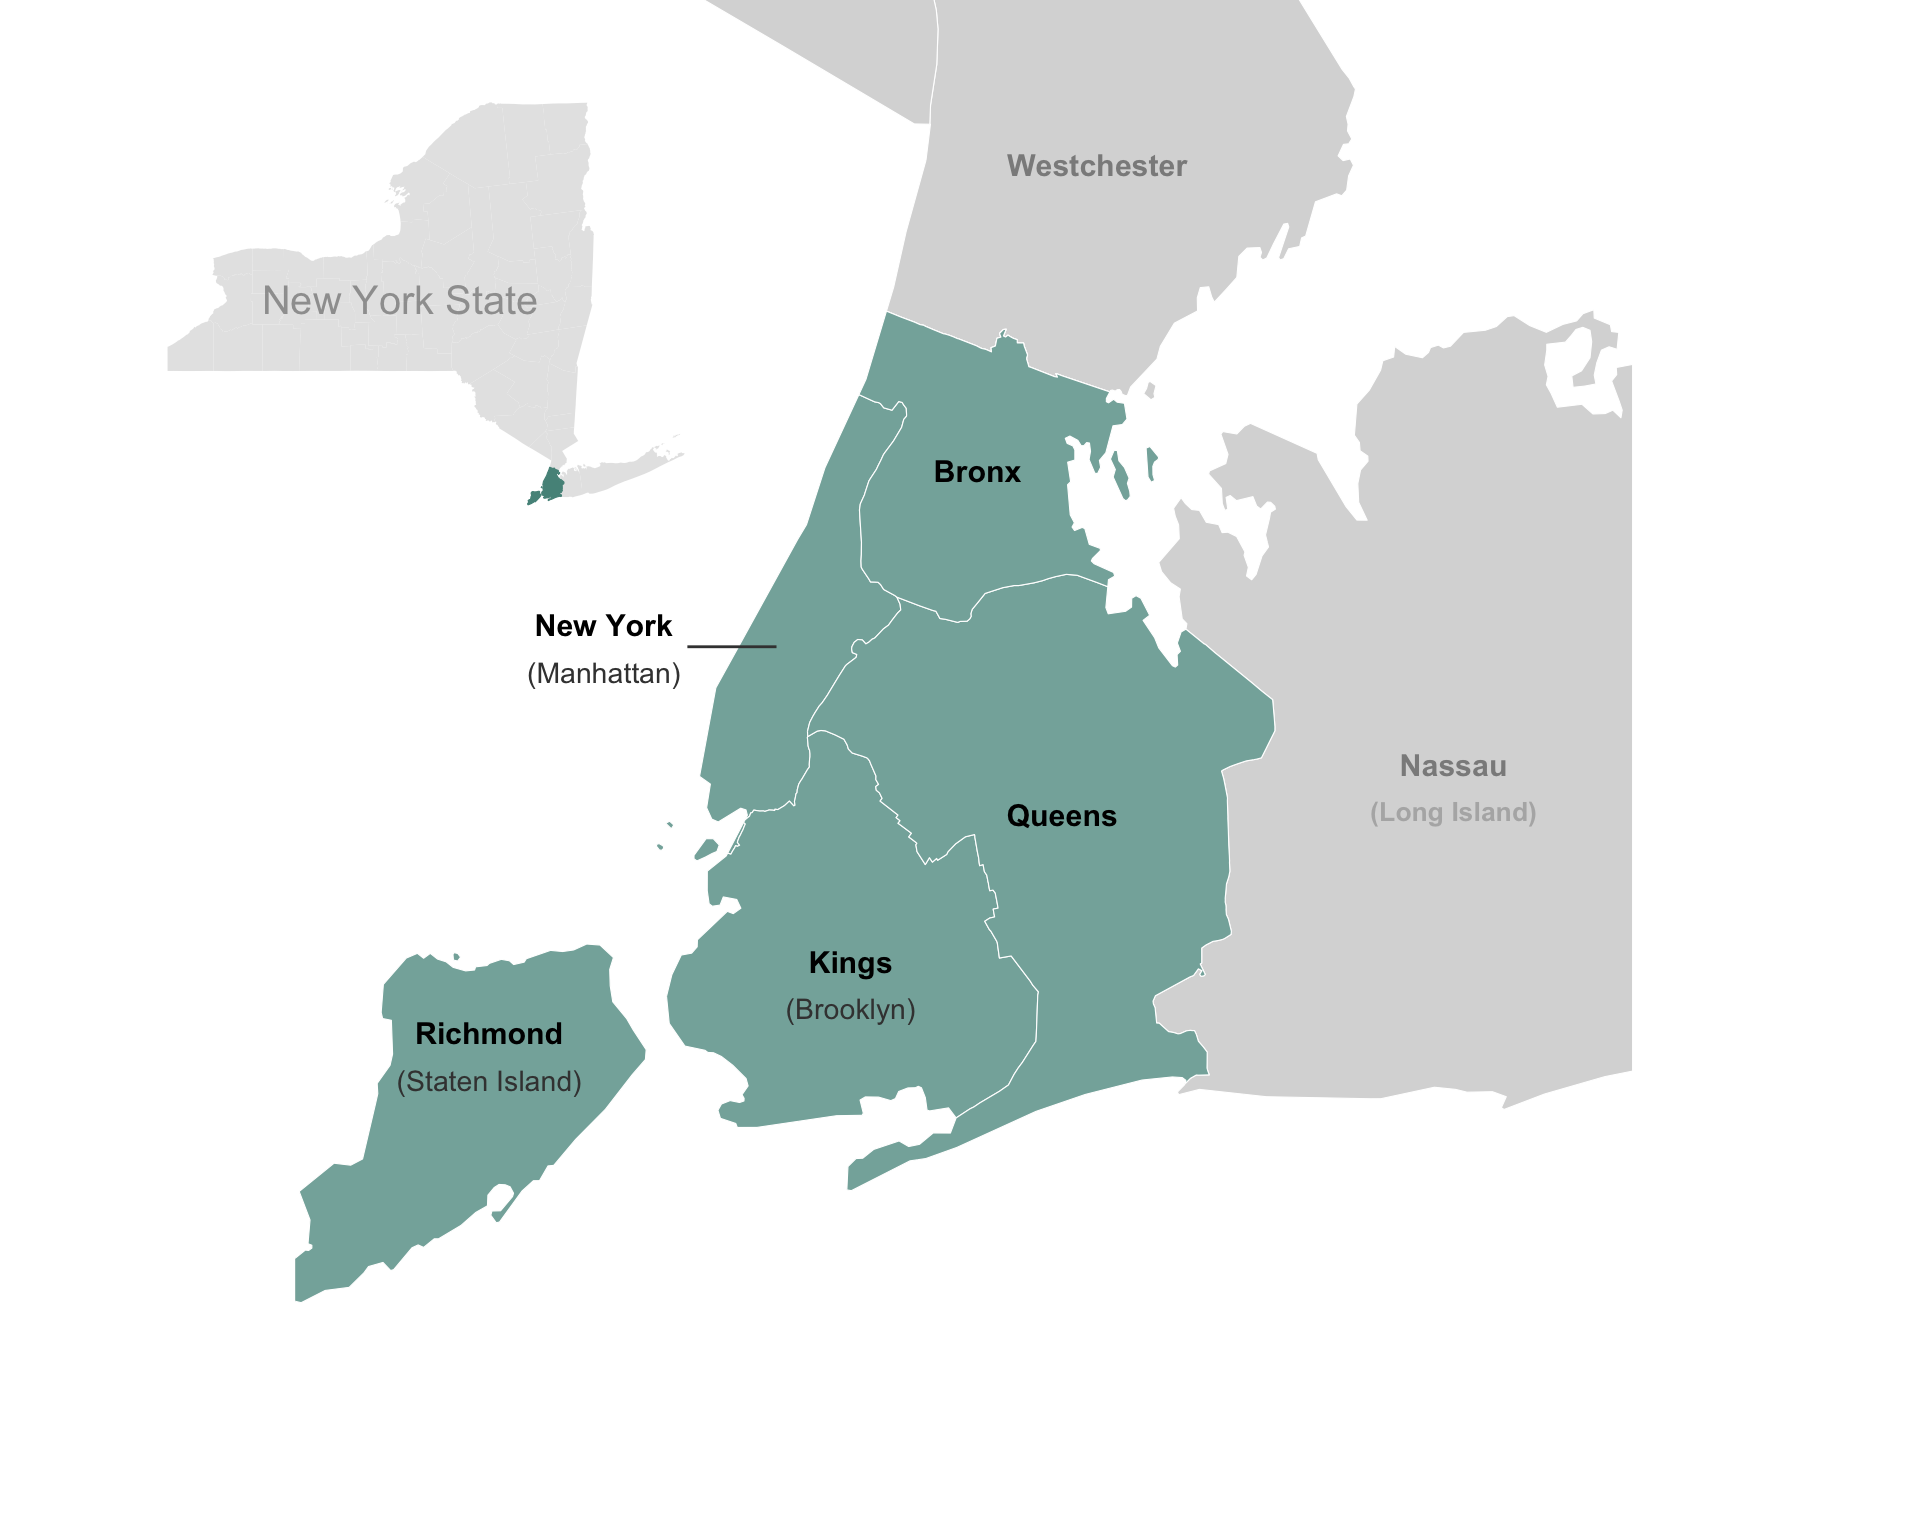 Westchester
New York State
Bronx
New York
(Manhattan)
Nassau
(Long Island)
Queens
Kings
(Brooklyn)
Richmond
(Staten Island)